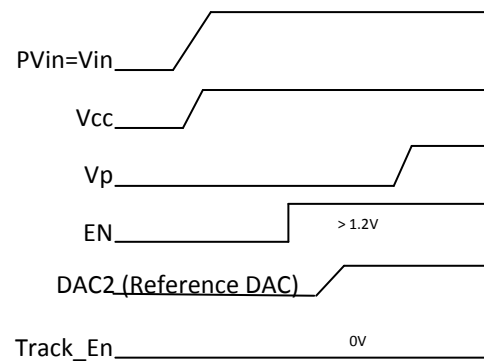 PVin=Vin
Vcc
Vp
EN
> 1.2V
DAC2 (Reference DAC)
Track_En
0V